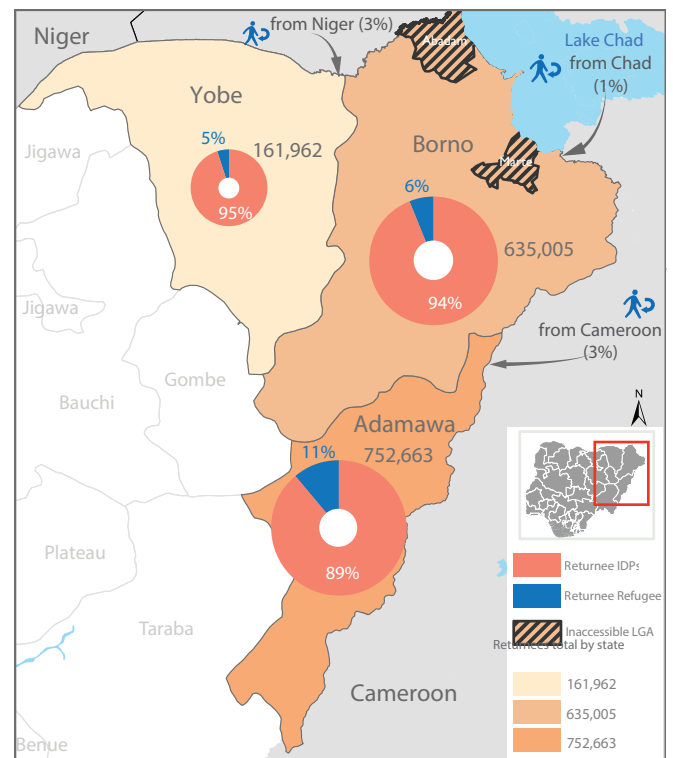 Niger
from Niger (3%)
Abadam
Lake Chad
from Chad
(1%)
Yobe
5%
161,962
95%
Jigawa
Borno
Marte
6%
635,005
94%
Jigawa
from Cameroon
(3%)
Gombe
Bauchi
N
Adamawa
752,663
11%
89%
Plateau
Taraba
Cameroon
Benue
Returnee IDPs
Returnee Refugee
Inaccessible LGA
Returnees total by state
161,962
635,005
752,663